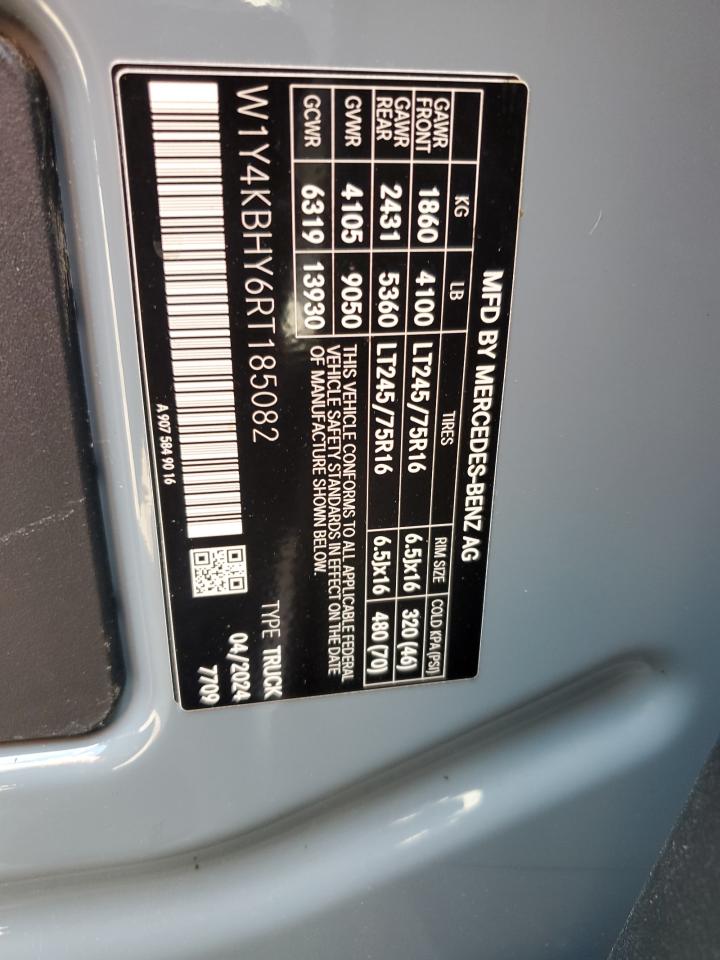 MFD BY MERCEDES-BENZ AG
KG LB TIRES RIM SIZE COLD KPA (PSI)
GAWR FRONT 1860 4100 LT245/75R16 6.5Jx16 320 (46)
GAWR REAR 2431 5360 LT245/75R16 6.5Jx16 480 (70)
GVWR 4105 9050
GCWR 6319 13930
THIS VEHICLE CONFORMS TO ALL APPLICABLE FEDERAL
VEHICLE SAFETY STANDARDS IN EFFECT ON THE DATE
OF MANUFACTURE SHOWN BELOW.
W1Y4KBHY6RT185082
TYPE TRUCK
04/2024
7709
A 907 584 90 16